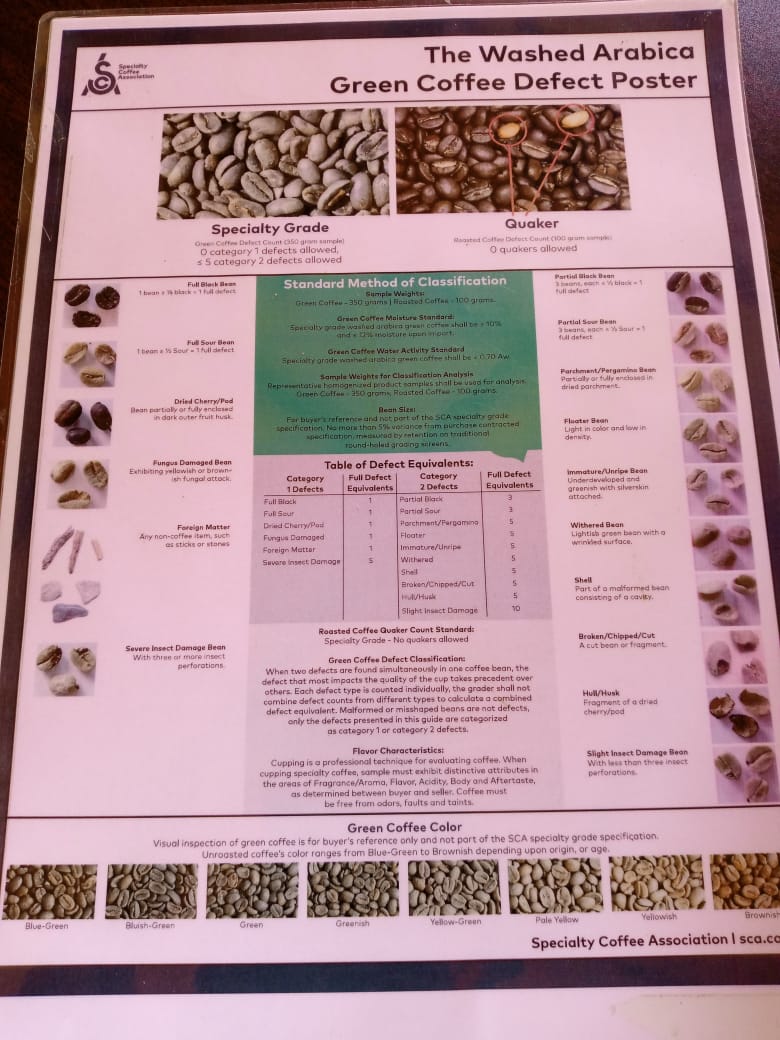 Specialty
Coffee
Association
The Washed Arabica
Green Coffee Defect Poster
Specialty Grade
Green Coffee Defect Count (350 gram sample)
0 category 1 defects allowed,
≤ 5 category 2 defects allowed
Quaker
Roasted Coffee Defect Count (100 gram sample)
0 quakers allowed
Full Black Bean
1 bean ≥ ½ black = 1 full defect
Full Sour Bean
1 bean ≥ ½ Sour = 1 full defect
Dried Cherry/Pod
Bean partially or fully enclosed
in dark outer fruit husk.
Fungus Damaged Bean
Exhibiting yellowish or brown-
ish fungal attack.
Foreign Matter
Any non-coffee item, such
as sticks or stones
Severe Insect Damage Bean
With three or more insect
perforations.
Standard Method of Classification
Sample Weights:
Green Coffee - 350 grams | Roasted Coffee - 100 grams.
Green Coffee Moisture Standard:
Specialty grade washed arabica green coffee shall be ≥ 10%
and ≤ 12% moisture upon import.
Green Coffee Water Activity Standard
Specialty grade washed arabica green coffee shall be < 0.70 Aw.
Sample Weights for Classification Analysis
Representative homogenized product samples shall be used for analysis.
Green Coffee - 350 grams; Roasted Coffee - 100 grams.
Bean Size:
For buyer's reference and not part of the SCA specialty grade
specification. No more than 5% variance from purchase contracted
specification, measured by retention on traditional
round-holed grading screens.
Table of Defect Equivalents:
Category 1 Defects Full Defect Equivalents Category 2 Defects Full Defect Equivalents
Full Black 1 Partial Black 3
Full Sour 1 Partial Sour 3
Dried Cherry/Pod 1 Parchment/Pergamino 5
Fungus Damaged 1 Floater 5
Foreign Matter 1 Immature/Unripe 5
Severe Insect Damage 5 Withered 5
Shell 5
Broken/Chipped/Cut 5
Hull/Husk 5
Slight Insect Damage 10
Roasted Coffee Quaker Count Standard:
Specialty Grade - No quakers allowed
Green Coffee Defect Classification:
When two defects are found simultaneously in one coffee bean, the
defect that most impacts the quality of the cup takes precedent over
others. Each defect type is counted individually, the grader shall not
combine defect counts from different types to calculate a combined
defect equivalent. Malformed or misshaped beans are not defects,
only the defects presented in this guide are categorized
as category 1 or category 2 defects.
Flavor Characteristics:
Cupping is a professional technique for evaluating coffee. When
cupping specialty coffee, sample must exhibit distinctive attributes in
the areas of Fragrance/Aroma, Flavor, Acidity, Body and Aftertaste,
as determined between buyer and seller. Coffee must
be free from odors, faults and taints.
Partial Black Bean
3 beans, each < ½ black = 1
full defect
Partial Sour Bean
3 beans, each < ½ Sour = 1
full defect
Parchment/Pergamino Bean
Partially or fully enclosed in
dried parchment.
Floater Bean
Light in color and low in
density.
Immature/Unripe Bean
Underdeveloped and
greenish with silverskin
attached.
Withered Bean
Lightish green bean with a
wrinkled surface.
Shell
Part of a malformed bean
consisting of a cavity.
Broken/Chipped/Cut
A cut bean or fragment.
Hull/Husk
Fragment of a dried
cherry/pod
Slight Insect Damage Bean
With less than three insect
perforations.
Green Coffee Color
Visual inspection of green coffee is for buyer's reference only and not part of the SCA specialty grade specification.
Unroasted coffee's color ranges from Blue-Green to Brownish depending upon origin, or age.
Blue-Green Bluish-Green Green Greenish Yellow-Green Pale Yellow Yellowish Brownish
Specialty Coffee Association | sca.co